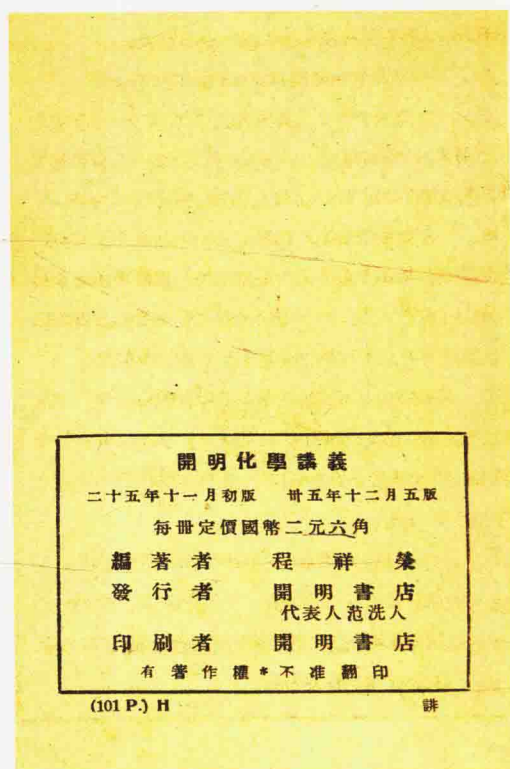 開明化學講義
二十五年十一月初版 卅五年十二月五版
每冊定價國幣二元六角
編著者 程祥榮
發行者 開明書店
代表人范洗人
印刷者 開明書店
有著作權*不准翻印
(101 P.) H